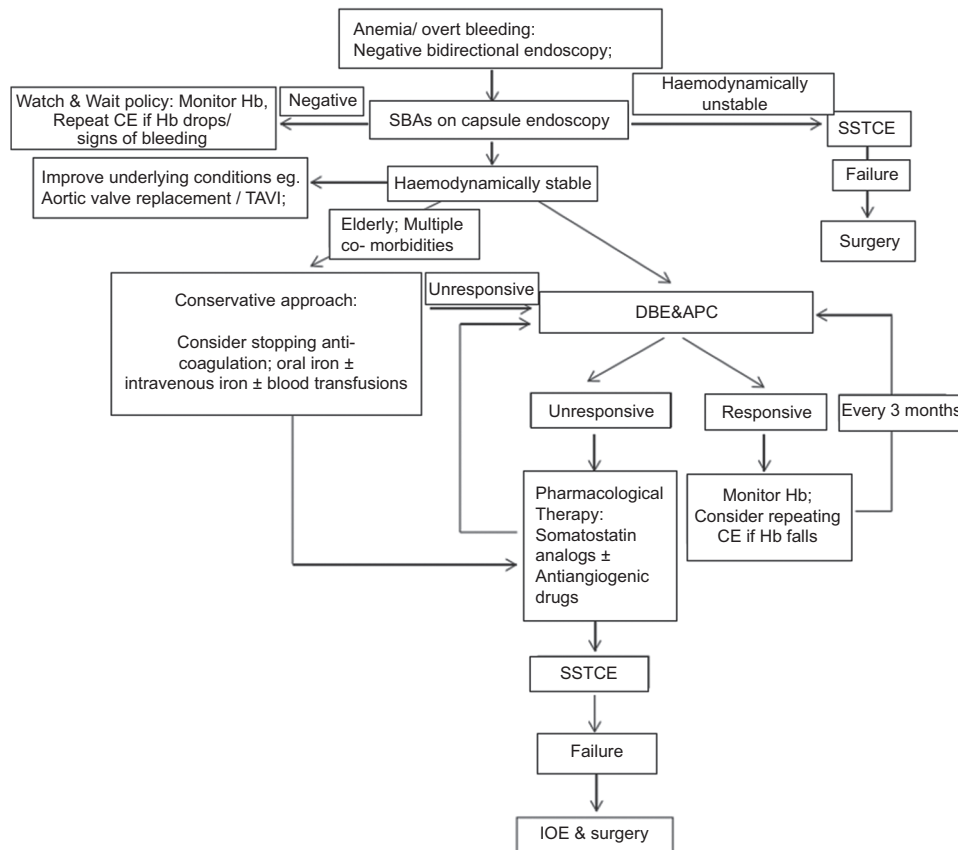 Anemia/ overt bleeding:
Negative bidirectional endoscopy;
Haemodynamically
unstable
Watch & Wait policy: Monitor Hb,
Repeat CE if Hb drops/
signs of bleeding
Negative
SBAs on capsule endoscopy
SSTCE
Failure
Surgery
Improve underlying conditions eg.
Aortic valve replacement / TAVI;
Haemodynamically stable
Elderly; Multiple
co- morbidities
Conservative approach:
Consider stopping anti-
coagulation; oral iron ±
intravenous iron ± blood transfusions
Unresponsive
DBE&APC
Unresponsive
Responsive
Every 3 months
Pharmacological
Therapy:
Somatostatin
analogs ±
Antiangiogenic
drugs
Monitor Hb;
Consider repeating
CE if Hb falls
SSTCE
Failure
IOE & surgery